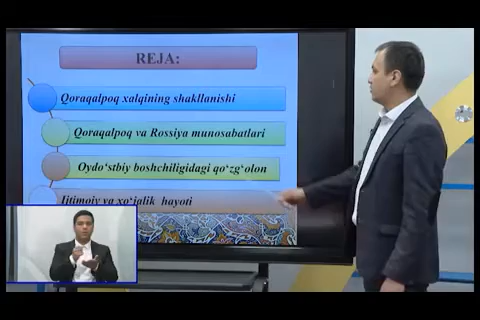 REJA:
Qoraqalpoq xalqining shakllanishi
Qoraqalpoq va Rossiya munosabatlari
Oydo‘stbiy boshchiligidagi qo‘zg‘olon
Ijtimoiy va xo‘jalik hayoti